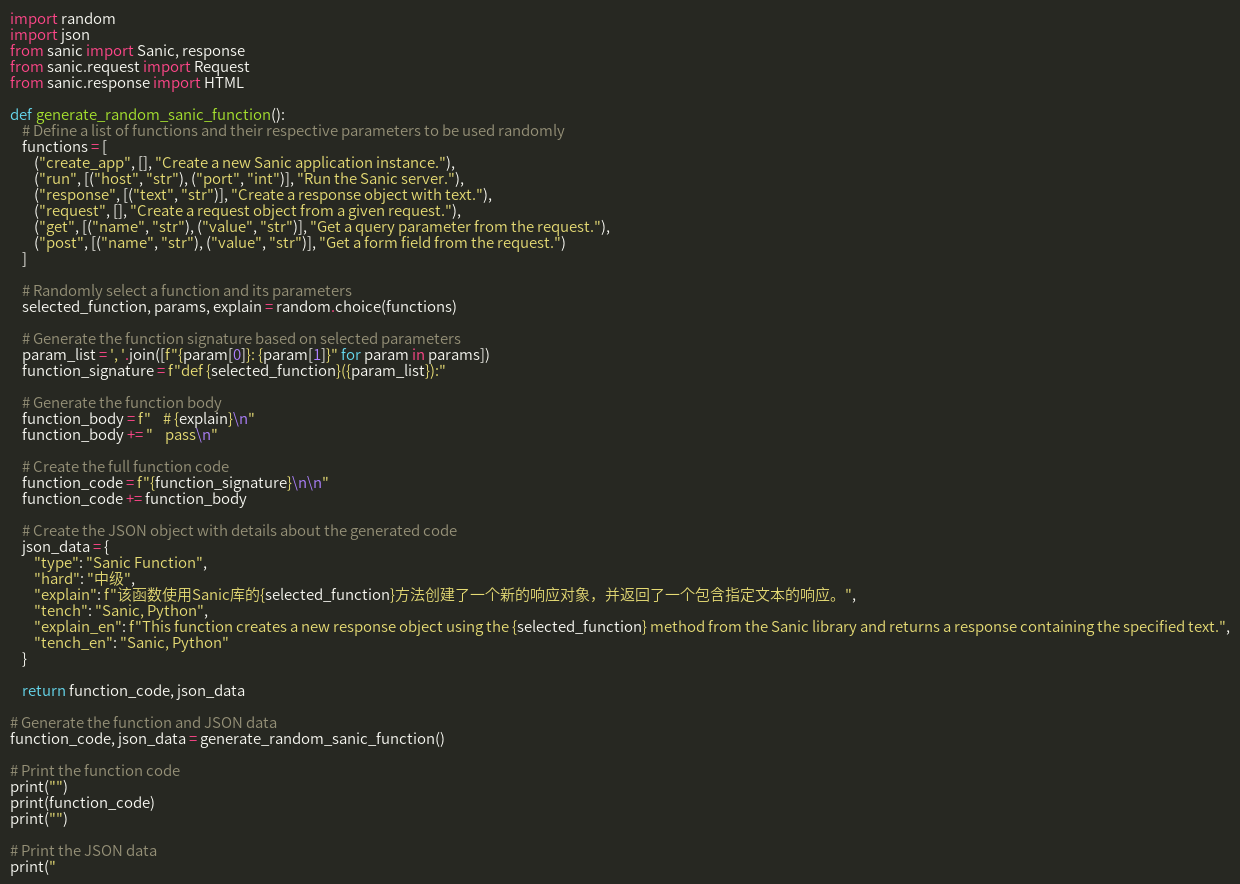 import random
import json
from sanic import Sanic, response
from sanic.request import Request
from sanic.response import HTML

def generate_random_sanic_function():
    # Define a list of functions and their respective parameters to be used randomly
    functions = [
        ("create_app", [], "Create a new Sanic application instance."),
        ("run", [("host", "str"), ("port", "int")], "Run the Sanic server."),
        ("response", [("text", "str")], "Create a response object with text."),
        ("request", [], "Create a request object from a given request."),
        ("get", [("name", "str"), ("value", "str")], "Get a query parameter from the request."),
        ("post", [("name", "str"), ("value", "str")], "Get a form field from the request.")
    ]

    # Randomly select a function and its parameters
    selected_function, params, explain = random.choice(functions)

    # Generate the function signature based on selected parameters
    param_list = ', '.join([f"{param[0]}: {param[1]}" for param in params])
    function_signature = f"def {selected_function}({param_list}):"

    # Generate the function body
    function_body = f"    # {explain}\n"
    function_body += "    pass\n"

    # Create the full function code
    function_code = f"{function_signature}\n\n"
    function_code += function_body

    # Create the JSON object with details about the generated code
    json_data = {
        "type": "Sanic Function",
        "hard": "中级",
        "explain": f"该函数使用Sanic库的{selected_function}方法创建了一个新的响应对象，并返回了一个包含指定文本的响应。",
        "tench": "Sanic, Python",
        "explain_en": f"This function creates a new response object using the {selected_function} method from the Sanic library and returns a response containing the specified text.",
        "tench_en": "Sanic, Python"
    }

    return function_code, json_data

# Generate the function and JSON data
function_code, json_data = generate_random_sanic_function()

# Print the function code
print("")
print(function_code)
print("")

# Print the JSON data
print("